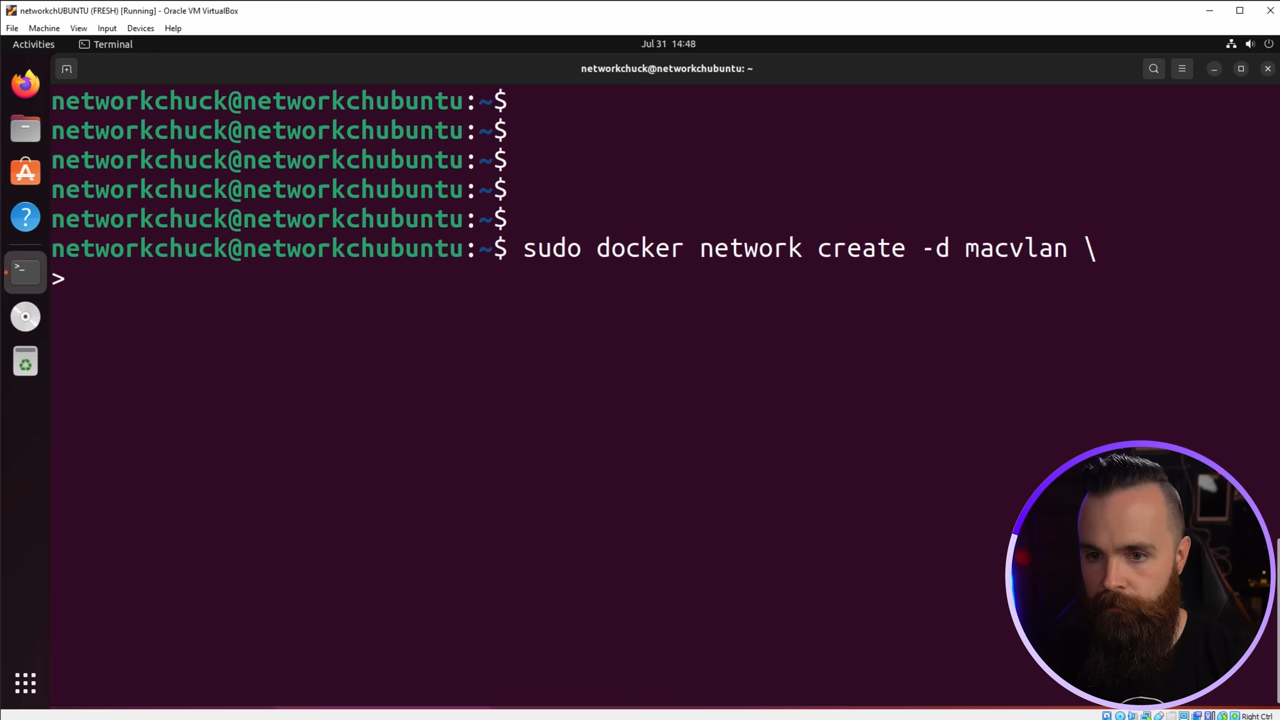 networkchUBUNTU (FRESH) [Running] - Oracle VM VirtualBox
File Machine View Input Devices Help
Activities Terminal Jul 31 14:48
networkchuck@networkchubuntu: ~
networkchuck@networkchubuntu:~$
networkchuck@networkchubuntu:~$
networkchuck@networkchubuntu:~$
networkchuck@networkchubuntu:~$
networkchuck@networkchubuntu:~$
networkchuck@networkchubuntu:~$ sudo docker network create -d macvlan \
>
Right Ctrl